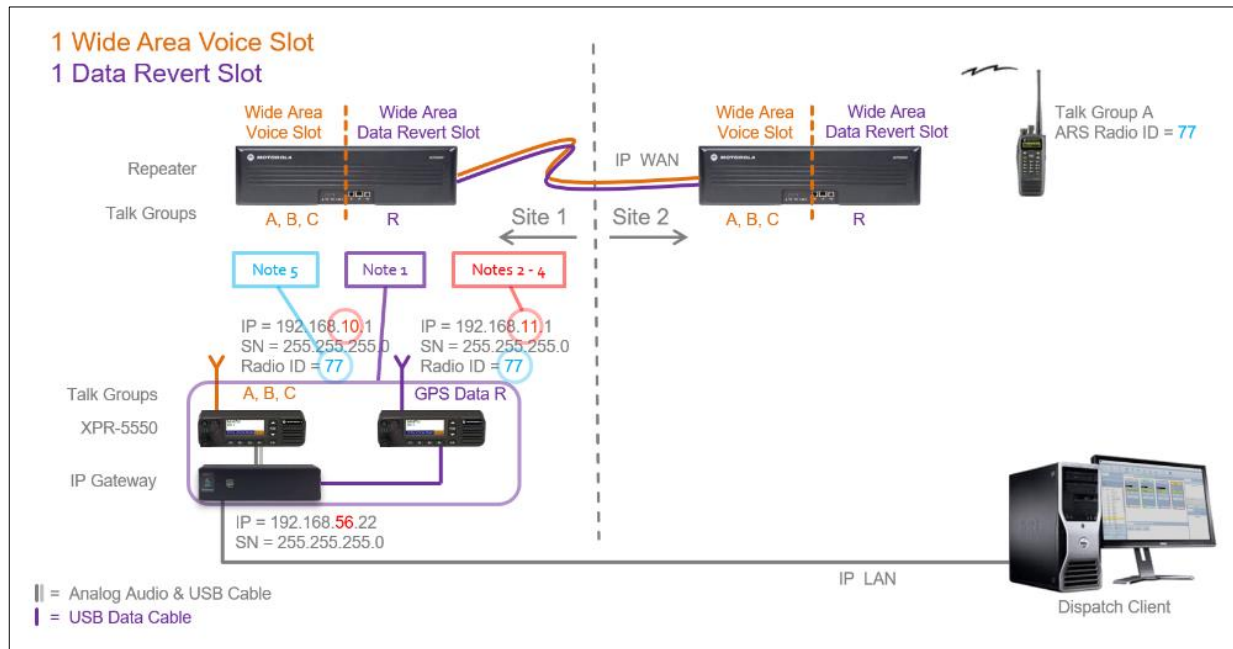 1 Wide Area Voice Slot
1 Data Revert Slot
Wide Area
Voice Slot
Wide Area
Data Revert Slot
Wide Area
Voice Slot
Wide Area
Data Revert Slot
Talk Group A
ARS Radio ID = 77
Repeater
MOTOROLA
IP WAN
MOTOROLA
Talk Groups
A, B, C
R
Site 1
Site 2
A, B, C
R
Note 5
Note 1
Notes 2 - 4
IP = 192.168.10.1
SN = 255.255.255.0
Radio ID = 77
IP = 192.168.11.1
SN = 255.255.255.0
Radio ID = 77
Talk Groups
A, B, C
GPS Data R
XPR-5550
IP Gateway
IP = 192.168.56.22
SN = 255.255.255.0
IP LAN
Dispatch Client
= Analog Audio & USB Cable
= USB Data Cable